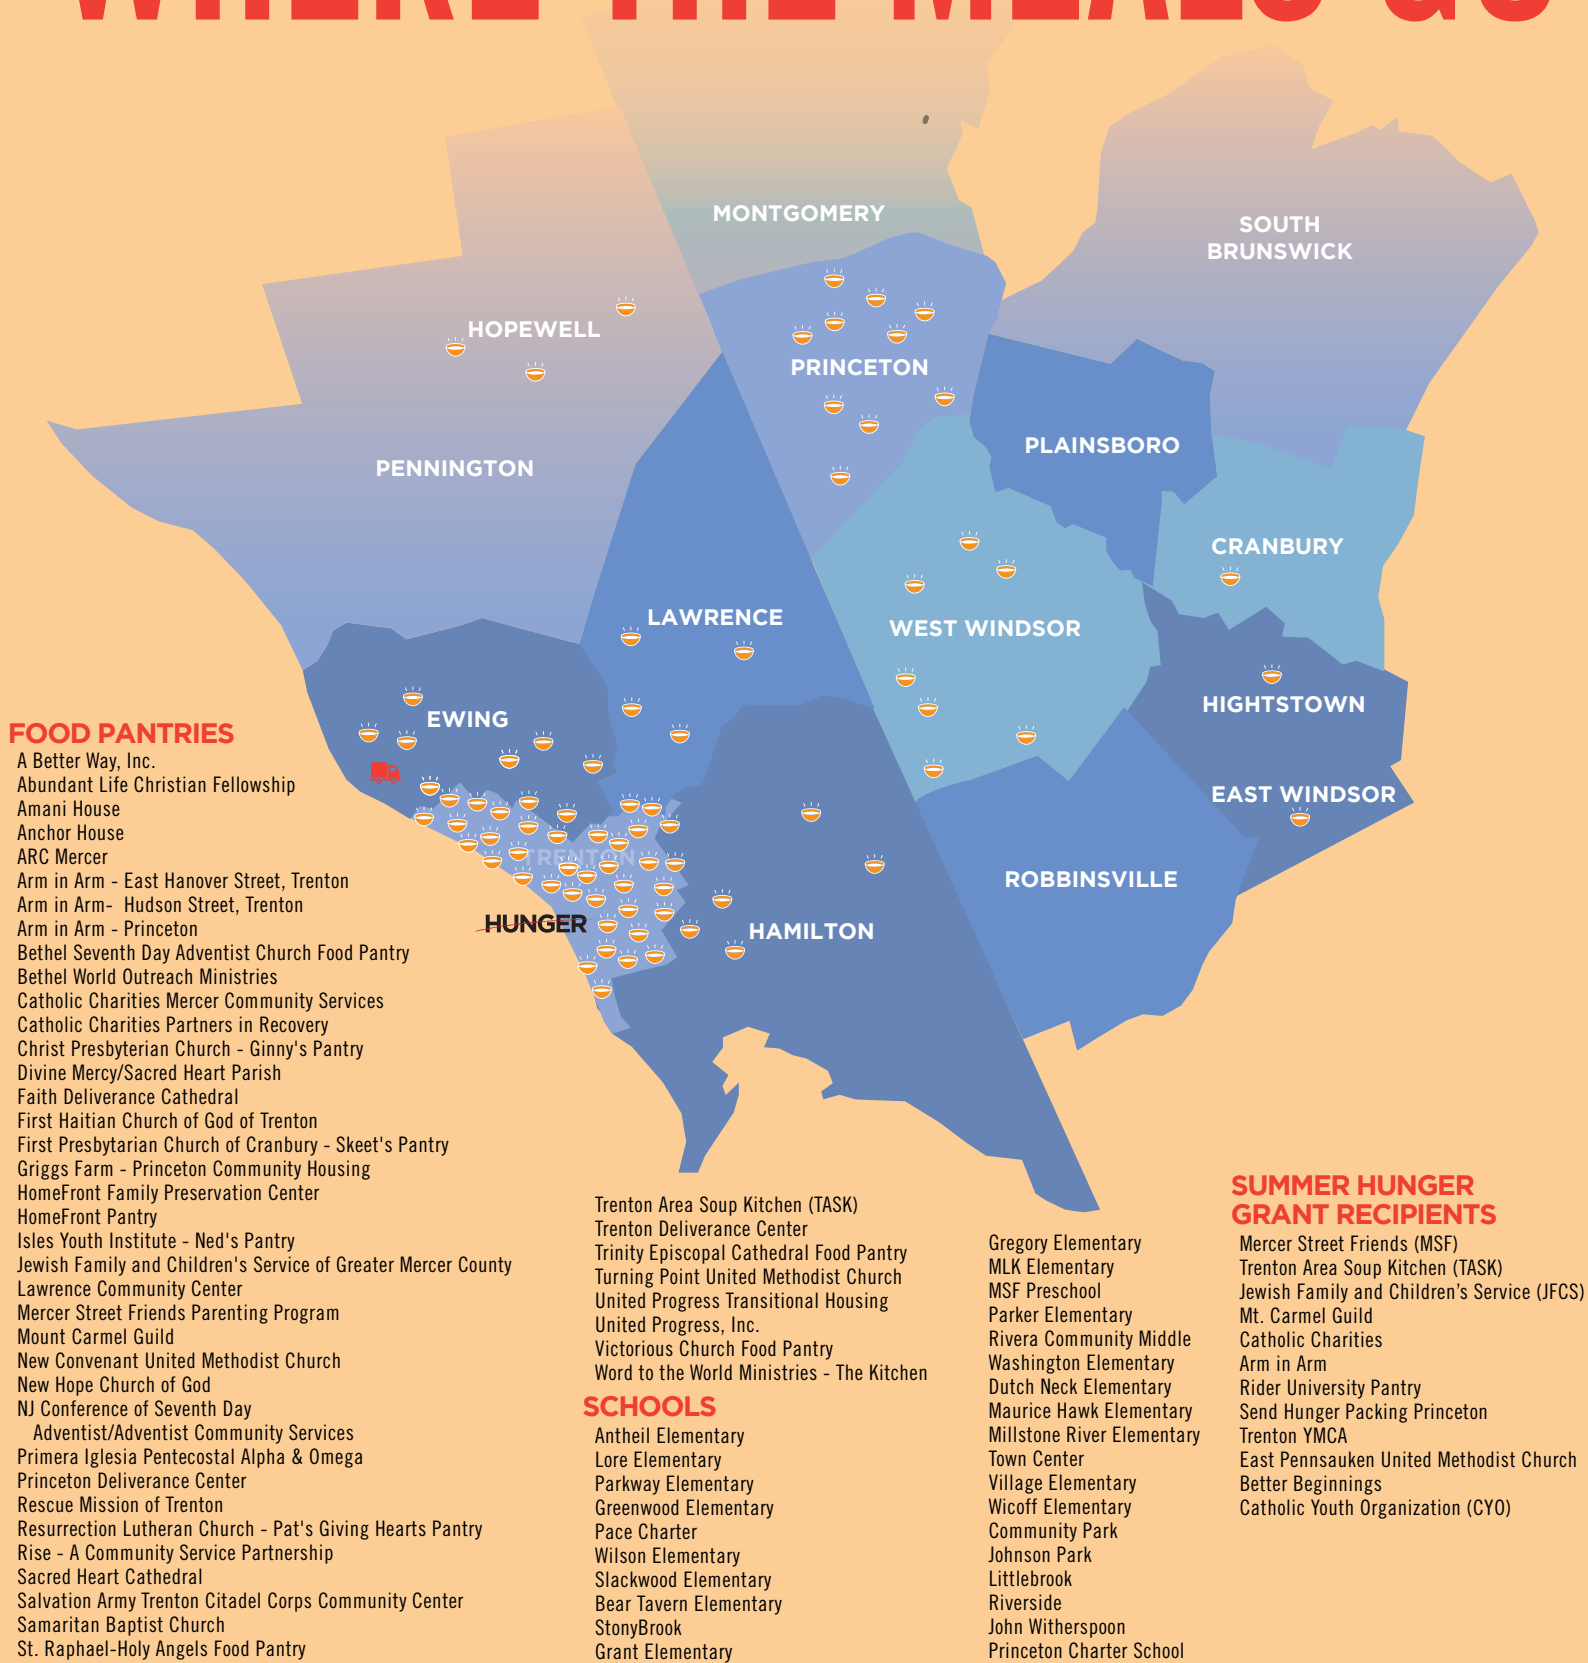 WHERE THE MEALS GO
MONTGOMERY
SOUTH
BRUNSWICK
HOPEWELL
PRINCETON
PLAINSBORO
PENNINGTON
CRANBURY
LAWRENCE
WEST WINDSOR
HIGHTSTOWN
EWING
EAST WINDSOR
TRENTON
ROBBINSVILLE
HUNGER
HAMILTON
FOOD PANTRIES
A Better Way, Inc.
Abundant Life Christian Fellowship
Amani House
Anchor House
ARC Mercer
Arm in Arm - East Hanover Street, Trenton
Arm in Arm-  Hudson Street, Trenton
Arm in Arm - Princeton
Bethel Seventh Day Adventist Church Food Pantry
Bethel World Outreach Ministries
Catholic Charities Mercer Community Services
Catholic Charities Partners in Recovery
Christ Presbyterian Church - Ginny's Pantry
Divine Mercy/Sacred Heart Parish
Faith Deliverance Cathedral
First Haitian Church of God of Trenton
First Presbytarian Church of Cranbury - Skeet's Pantry
Griggs Farm - Princeton Community Housing
HomeFront Family Preservation Center
HomeFront Pantry
Isles Youth Institute - Ned's Pantry
Jewish Family and Children's Service of Greater Mercer County
Lawrence Community Center
Mercer Street Friends Parenting Program
Mount Carmel Guild
New Convenant United Methodist Church
New Hope Church of God
NJ Conference of Seventh Day
Adventist/Adventist Community Services
Primera Iglesia Pentecostal Alpha & Omega
Princeton Deliverance Center
Rescue Mission of Trenton
Resurrection Lutheran Church - Pat's Giving Hearts Pantry
Rise - A Community Service Partnership
Sacred Heart Cathedral
Salvation Army Trenton Citadel Corps Community Center
Samaritan Baptist Church
St. Raphael-Holy Angels Food Pantry
Trenton Area Soup Kitchen (TASK)
Trenton Deliverance Center
Trinity Episcopal Cathedral Food Pantry
Turning Point United Methodist Church
United Progress Transitional Housing
United Progress, Inc.
Victorious Church Food Pantry
Word to the World Ministries - The Kitchen
SCHOOLS
Antheil Elementary
Lore Elementary
Parkway Elementary
Greenwood Elementary
Pace Charter
Wilson Elementary
Slackwood Elementary
Bear Tavern Elementary
StonyBrook
Grant Elementary
Gregory Elementary
MLK Elementary
MSF Preschool
Parker Elementary
Rivera Community Middle
Washington Elementary
Dutch Neck Elementary
Maurice Hawk Elementary
Millstone River Elementary
Town Center
Village Elementary
Wicoff Elementary
Community Park
Johnson Park
Littlebrook
Riverside
John Witherspoon
Princeton Charter School
SUMMER HUNGER
GRANT RECIPIENTS
Mercer Street Friends (MSF)
Trenton Area Soup Kitchen (TASK)
Jewish Family and Children’s Service (JFCS)
Mt. Carmel Guild
Catholic Charities
Arm in Arm
Rider University Pantry
Send Hunger Packing Princeton
Trenton YMCA
East Pennsauken United Methodist Church
Better Beginnings
Catholic Youth Organization (CYO)